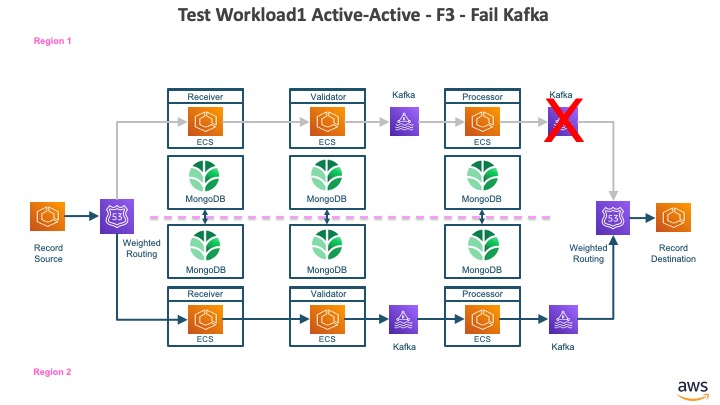 Test Workload1 Active-Active - F3 - Fail Kafka
Region 1
Receiver
Validator
Kafka
Processor
Kafka
X
ECS
ECS
ECS
MongoDB
MongoDB
MongoDB
53
53
Record
Source
Weighted
Routing
Weighted
Routing
Record
Destination
MongoDB
MongoDB
MongoDB
Receiver
Validator
Processor
ECS
ECS
Kafka
ECS
Kafka
Region 2
aws